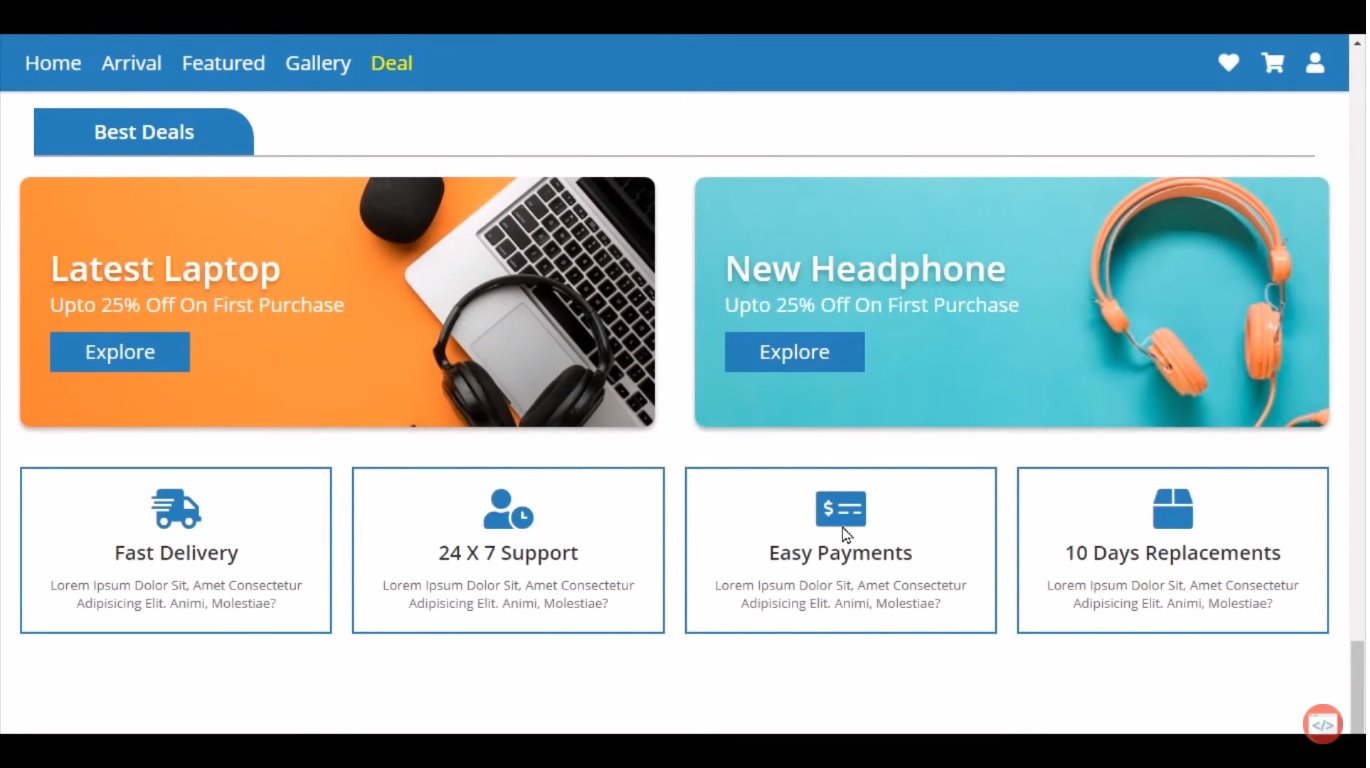 Home Arrival Featured Gallery Deal
Best Deals
Latest Laptop
Upto 25% Off On First Purchase
Explore
New Headphone
Upto 25% Off On First Purchase
Explore
$
Fast Delivery
Lorem Ipsum Dolor Sit, Amet Consectetur
Adipisicing Elit. Animi, Molestiae?
24 X 7 Support
Lorem Ipsum Dolor Sit, Amet Consectetur
Adipisicing Elit. Animi, Molestiae?
Easy Payments
Lorem Ipsum Dolor Sit, Amet Consectetur
Adipisicing Elit. Animi, Molestiae?
10 Days Replacements
Lorem Ipsum Dolor Sit, Amet Consectetur
Adipisicing Elit. Animi, Molestiae?
</>